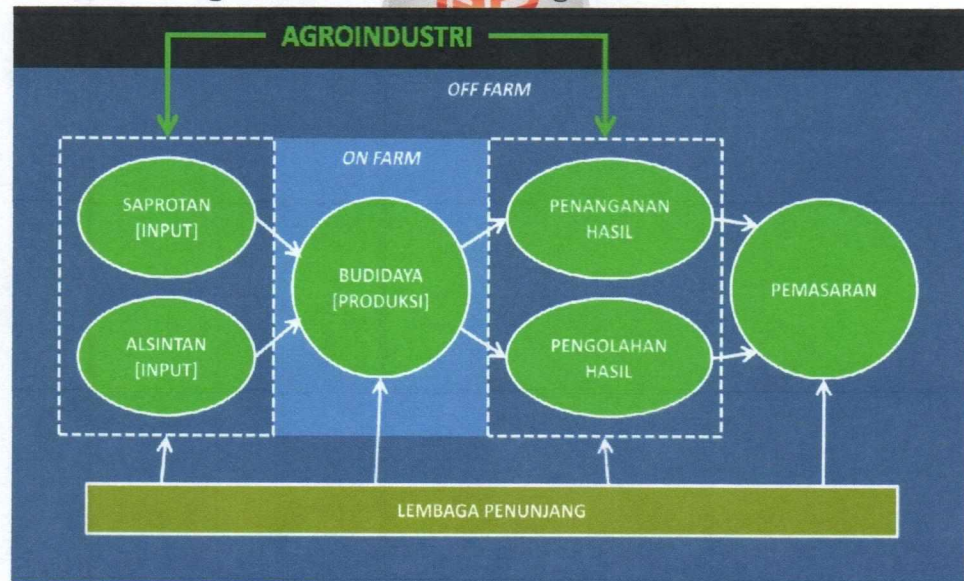 AGROINDUSTRI
OFF FARM
ON FARM
SAPROTAN
[INPUT]
ALSINTAN
[INPUT]
BUDIDAYA
[PRODUKSI]
PENANGANAN
HASIL
PENGOLAHAN
HASIL
PEMASARAN
LEMBAGA PENUNJANG